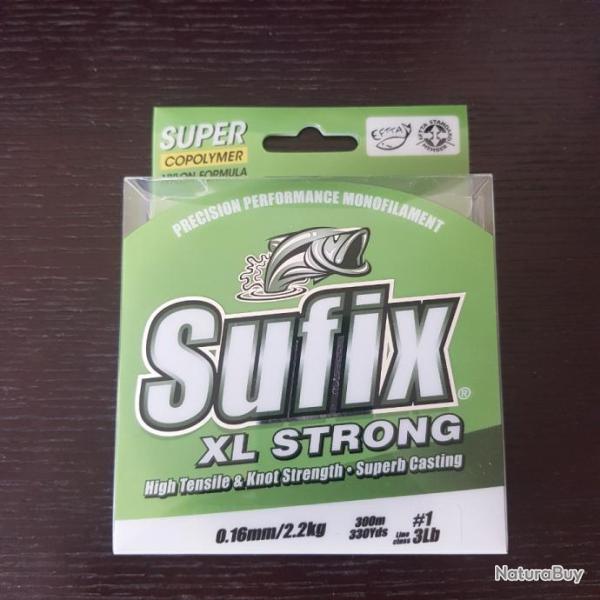 SUPER
COPOLYMER
NYLON FORMULA
EFTTA
PRECISION PERFORMANCE MONOFILAMENT
Sufix®
XL STRONG
High Tensile & Knot Strength • Superb Casting
0.16mm/2.2kg
300m
330Yds
Line class
#1
3Lb
NaturaBuy